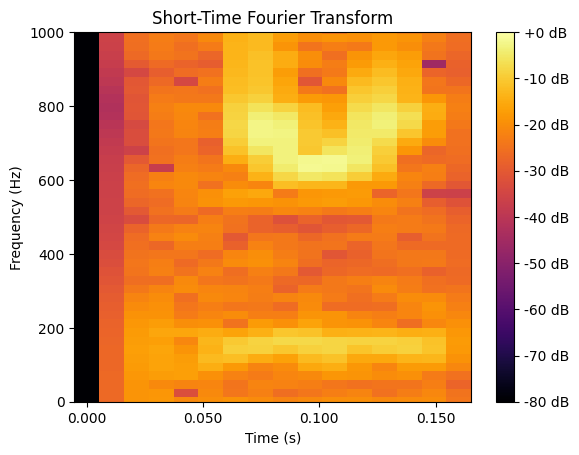 Short-Time Fourier Transform
1000
800
600
400
200
0
Frequency (Hz)
0.000
0.050
0.100
0.150
Time (s)
+0 dB
-10 dB
-20 dB
-30 dB
-40 dB
-50 dB
-60 dB
-70 dB
-80 dB